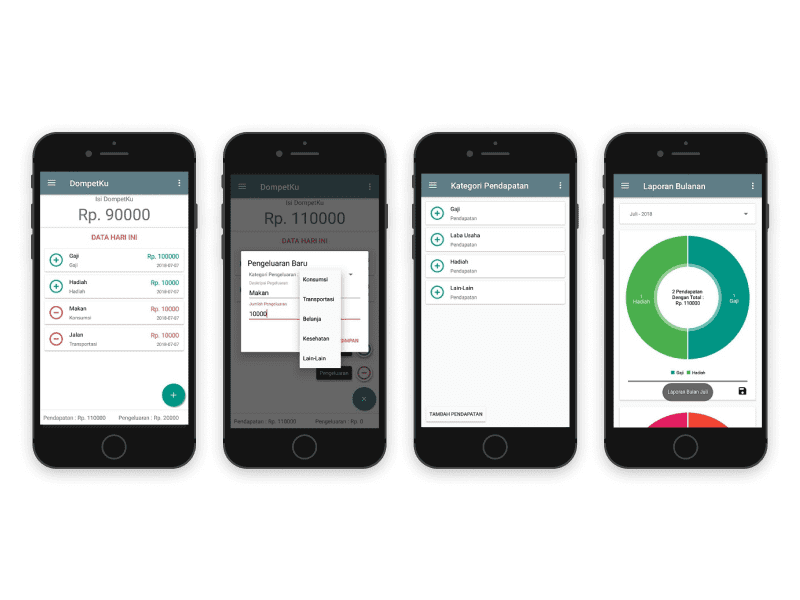 DompetKu
Isi DompetKu
Rp. 90000
DATA HARI INI
Gaji
Rp. 100000
Gaji
2018-07-07
Hadiah
Rp. 10000
Hadiah
2018-07-07
Makan
Rp. 10000
Konsumsi
2018-07-07
Jalan
Rp. 10000
Transportasi
2018-07-07
+
Pendapatan : Rp. 110000
Pengeluaran : Rp. 20000
DompetKu
Isi DompetKu
Rp. 110000
DATA HARI INI
Pengeluaran Baru
Kategori Pengeluaran :
Konsumsi
Makan
Transportasi
Jumlah Pengeluaran
10000
Belanja
Kesehatan
Lain-Lain
Pengeluaran
Pendapatan : Rp. 110000
Pengeluaran : Rp. 0
Kategori Pendapatan
Gaji
Pendapatan
Laba Usaha
Pendapatan
Hadiah
Pendapatan
Lain-Lain
Pendapatan
TAMBAH PENDAPATAN
Laporan Bulanan
Juli - 2018
2 Pendapatan
Dengan Total :
Rp. 110000
1
Hadiah
1
Gaji
Gaji
Hadiah
Laporan Bulan Juli